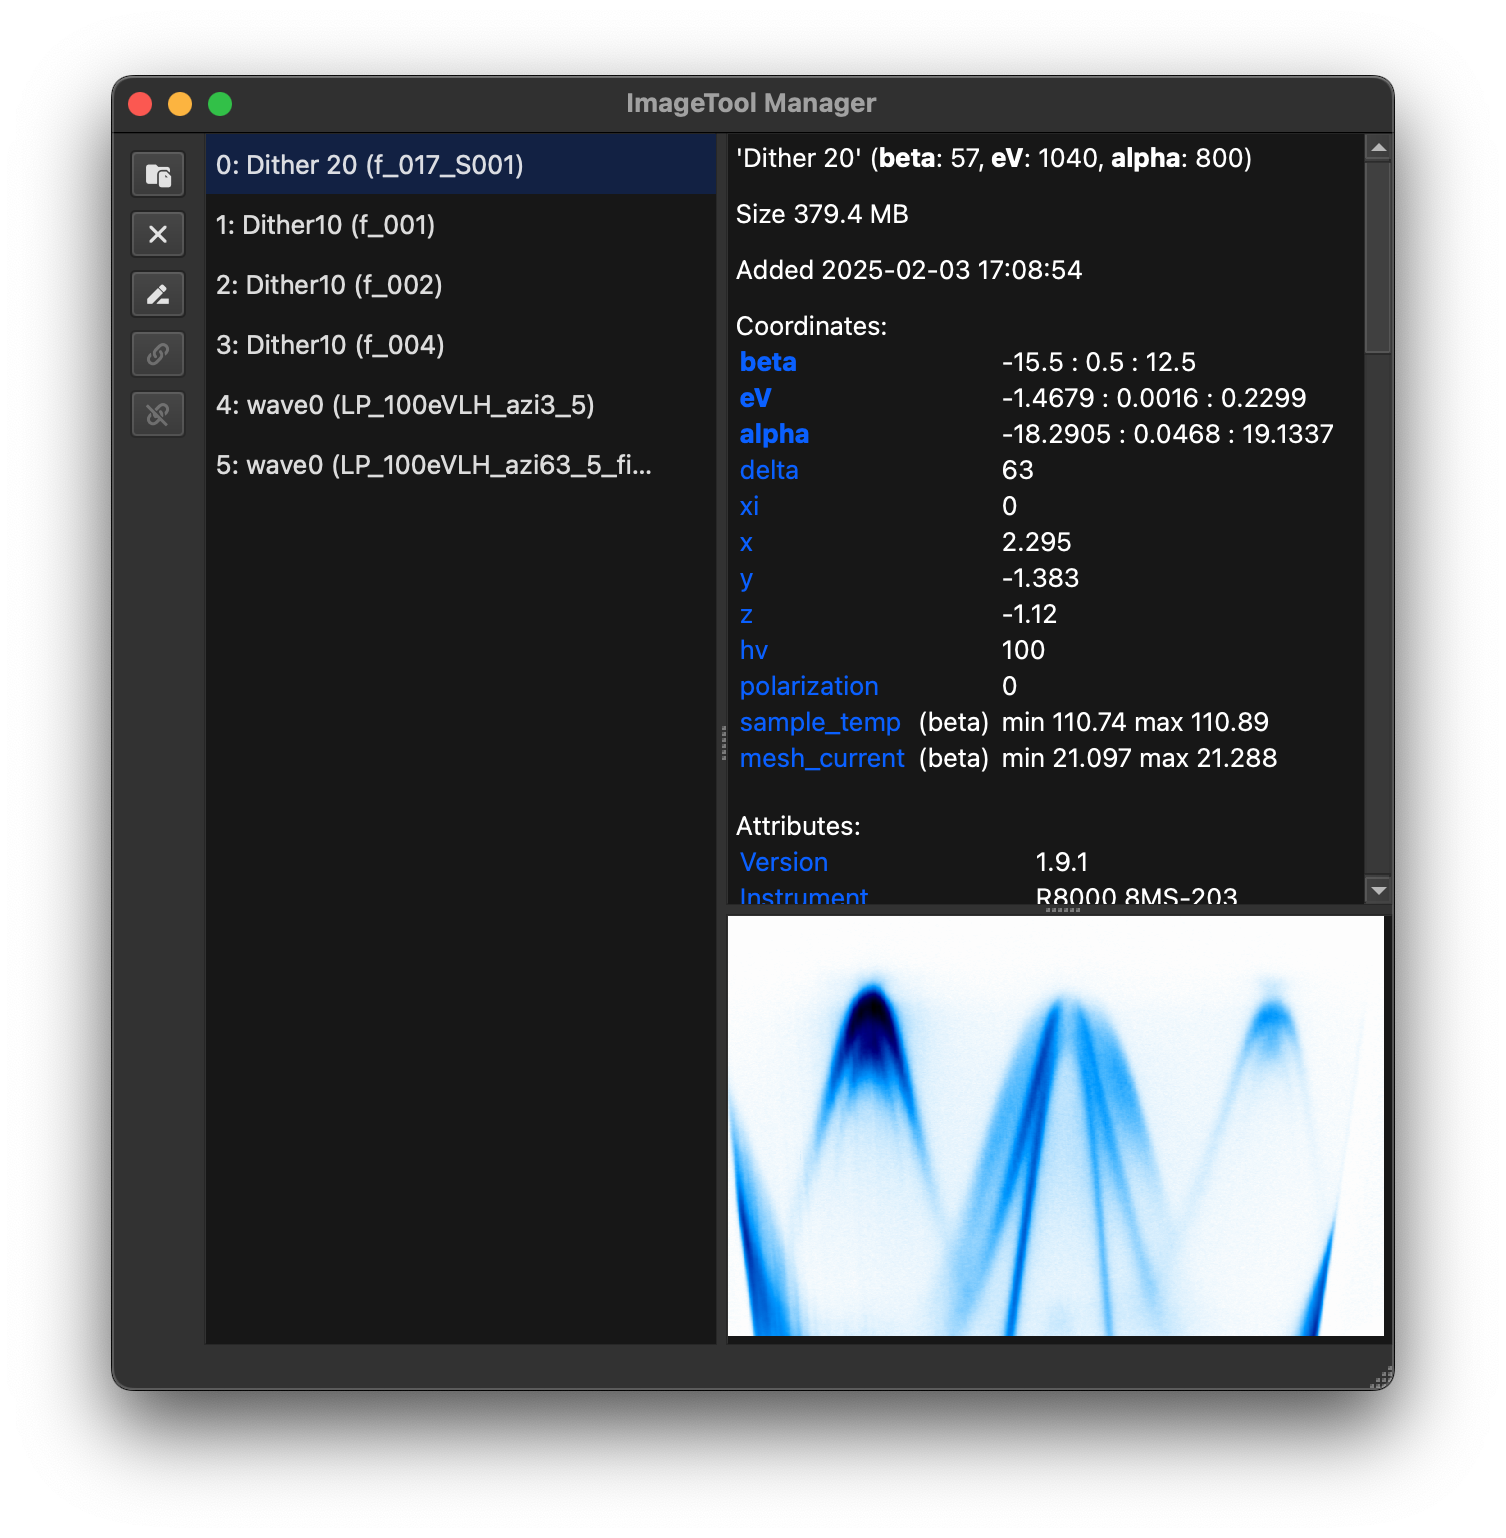 ImageTool Manager
0: Dither 20 (f_017_S001)
1: Dither10 (f_001)
2: Dither10 (f_002)
3: Dither10 (f_004)
4: wave0 (LP_100eVLH_azi3_5)
5: wave0 (LP_100eVLH_azi63_5_fi...
'Dither 20' (beta: 57, eV: 1040, alpha: 800)
Size 379.4 MB
Added 2025-02-03 17:08:54
Coordinates:
beta -15.5 : 0.5 : 12.5
eV -1.4679 : 0.0016 : 0.2299
alpha -18.2905 : 0.0468 : 19.1337
delta 63
xi 0
x 2.295
y -1.383
z -1.12
hv 100
polarization 0
sample_temp (beta) min 110.74 max 110.89
mesh_current (beta) min 21.097 max 21.288
Attributes:
Version 1.9.1
Instrument R8000 8MS-203